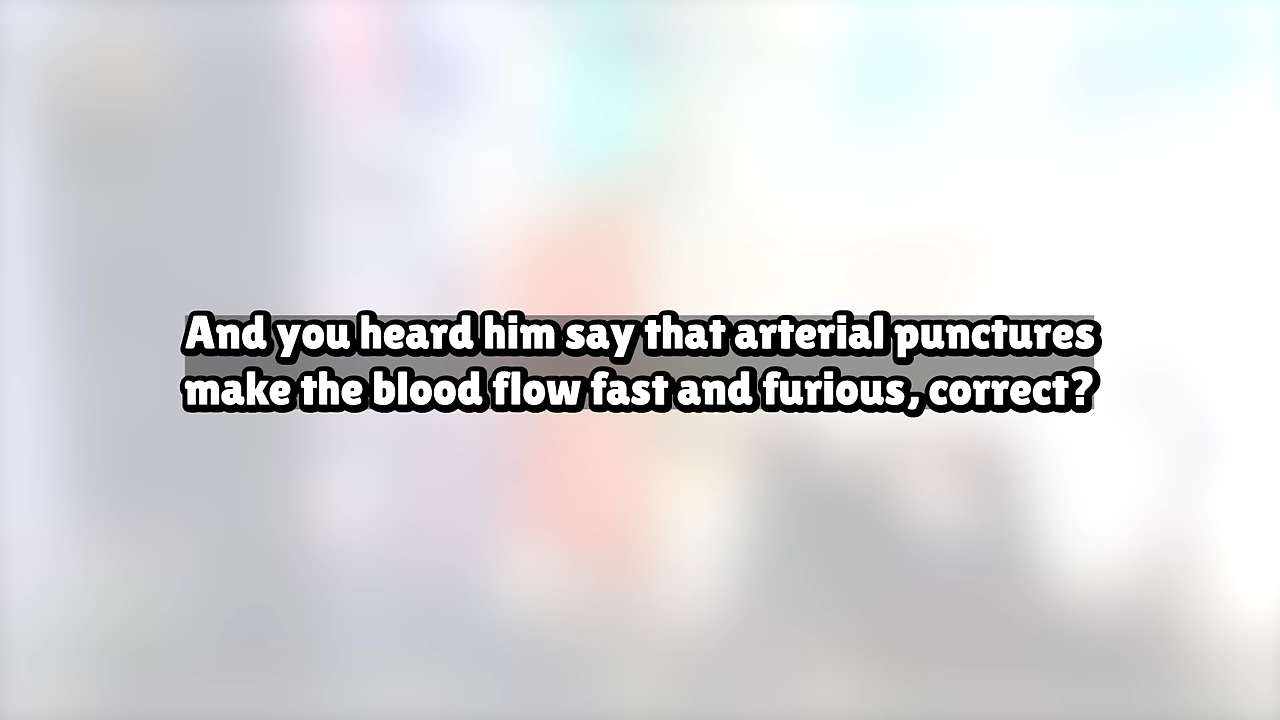 And you heard him say that arterial punctures
make the blood flow fast and furious, correct?